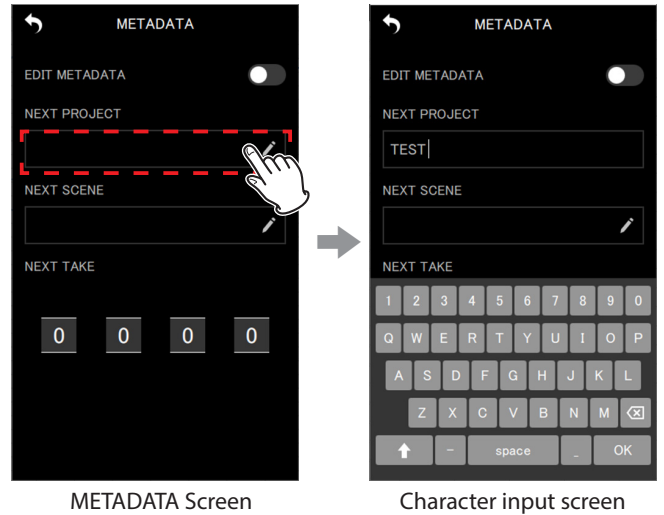 METADATA
EDIT METADATA
NEXT PROJECT
NEXT SCENE
NEXT TAKE
0 0 0 0
METADATA Screen
METADATA
EDIT METADATA
NEXT PROJECT
TEST
NEXT SCENE
NEXT TAKE
1 2 3 4 5 6 7 8 9 0
Q W E R T Y U I O P
A S D F G H J K L
Z X C V B N M
- space _ OK
Character input screen